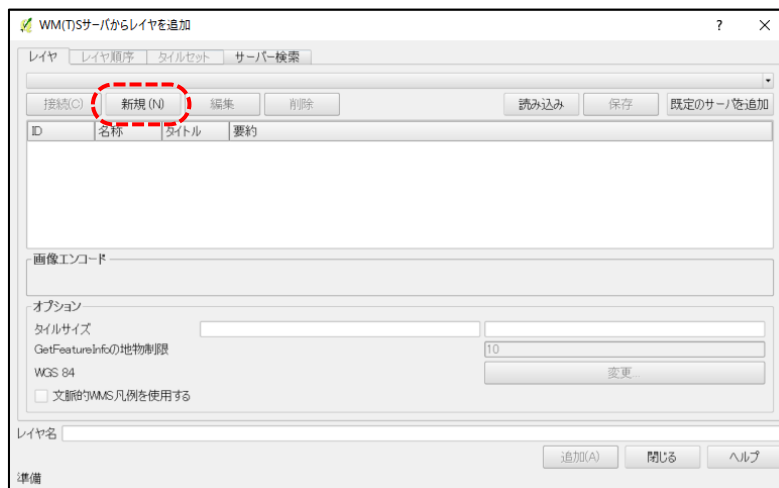 WM(T)Sサーバからレイヤを追加 ? ×
レイヤ レイヤ順序 タイルセット サーバー検索
接続(C) 新規(N) 編集 削除 読み込み 保存 既定のサーバを追加
ID 名称 タイトル 要約
画像エンコード
オプション
タイルサイズ
GetFeatureInfoの地物制限 10
WGS 84 変更...
文脈的WMS凡例を使用する
レイヤ名
追加(A) 閉じる ヘルプ
準備